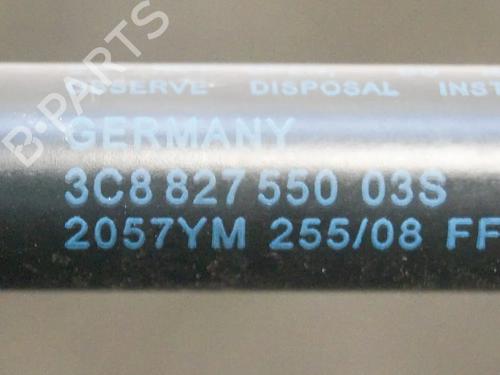 OBSERVE DISPOSAL INST
GERMANY
3C8 827 550 03S
2057YM 255/08 FF
B-PARTS